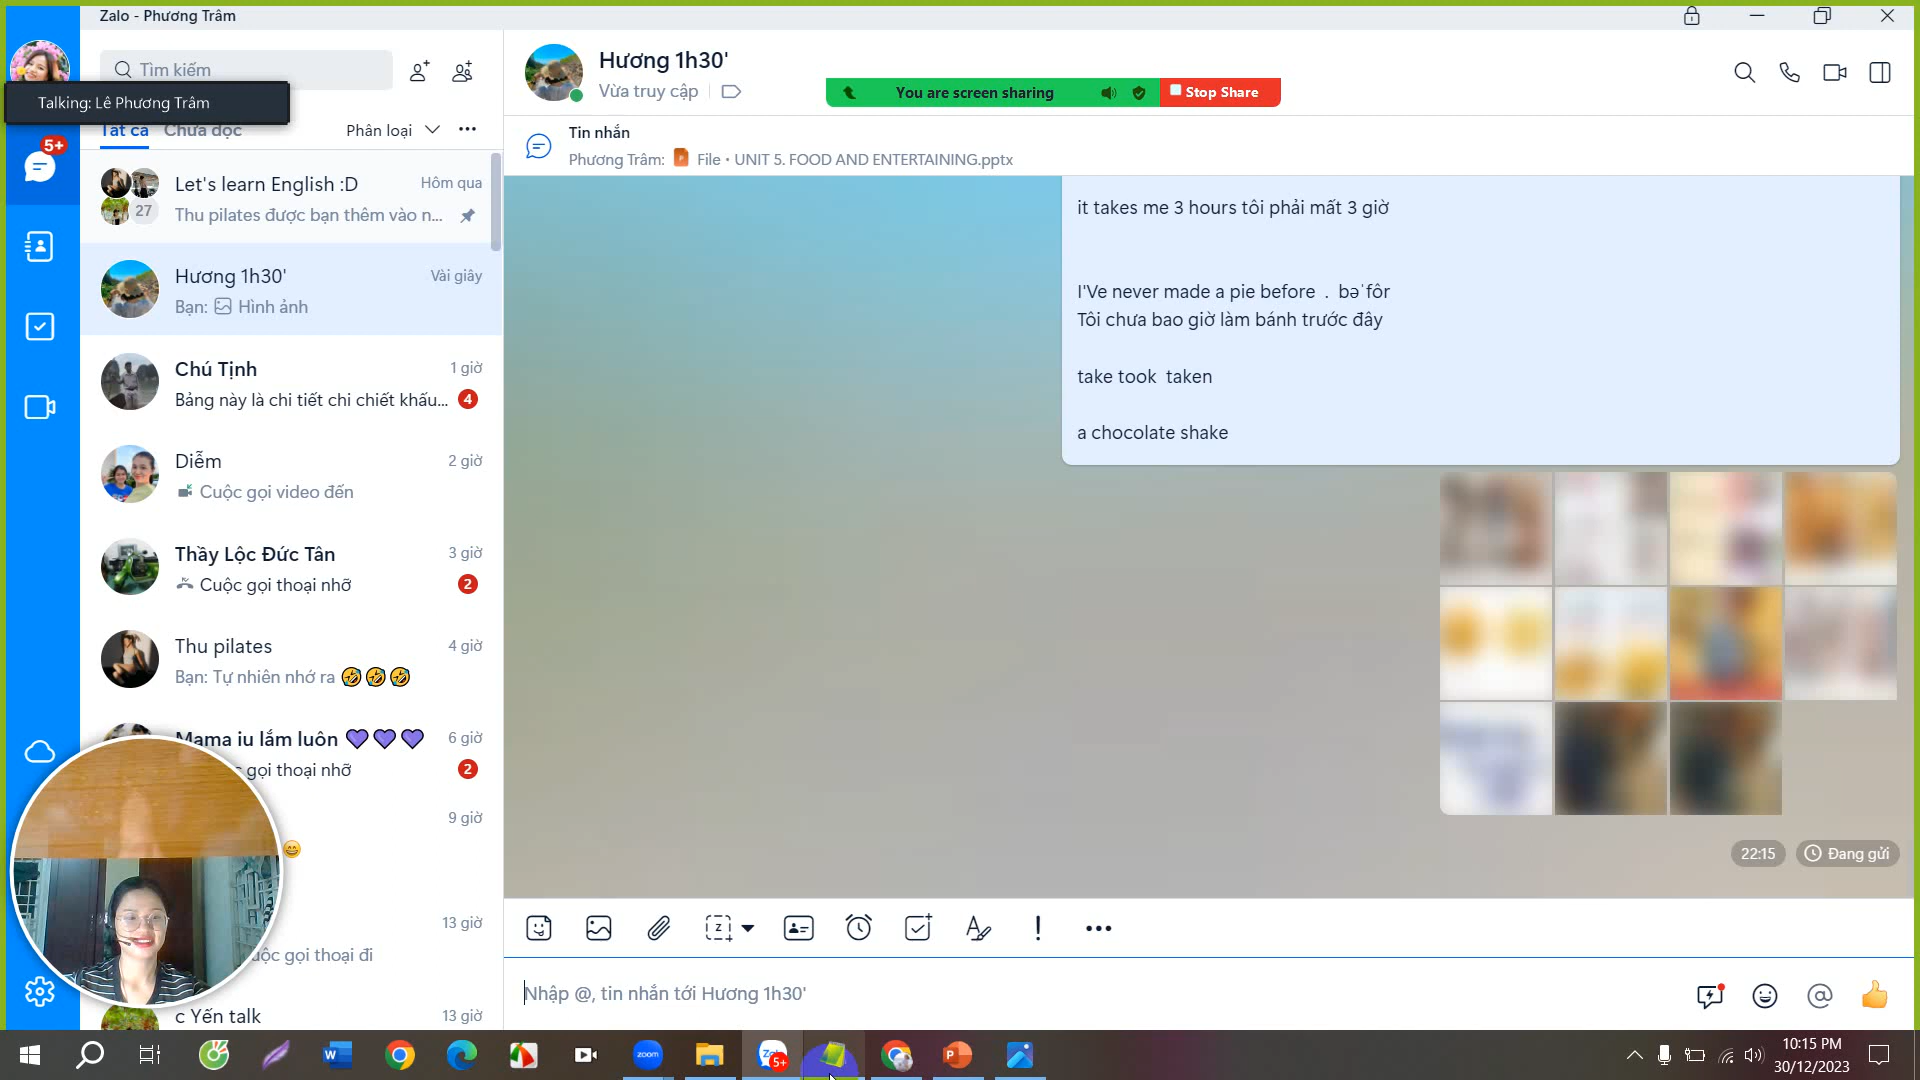 Zalo - Phương Trâm
Tìm kiếm
Talking: Lê Phương Trâm
Tất cả Chưa đọc
Phân loại
5+
Let's learn English :D
Hôm qua
27
Thu pilates được bạn thêm vào n...
Hương 1h30'
Vài giây
Bạn: Hình ảnh
Chú Tịnh
1 giờ
Bảng này là chi tiết chi chiết khấu...
4
Diễm
2 giờ
Cuộc gọi video đến
Thầy Lộc Đức Tân
3 giờ
Cuộc gọi thoại nhỡ
2
Thu pilates
4 giờ
Bạn: Tự nhiên nhớ ra 🤣🤣🤣
Mama iu lắm luôn 💜💜💜
6 giờ
gọi thoại nhỡ
2
9 giờ
13 giờ
gọi thoại đi
c Yến talk
13 giờ
Hương 1h30'
Vừa truy cập
You are screen sharing
Stop Share
Tin nhắn
Phương Trâm: File • UNIT 5. FOOD AND ENTERTAINING.pptx
it takes me 3 hours tôi phải mất 3 giờ
I'Ve never made a pie before . bəˈfôr
Tôi chưa bao giờ làm bánh trước đây
take took taken
a chocolate shake
22:15
Đang gửi
Nhập @, tin nhắn tới Hương 1h30'
zoom
5+
10:15 PM
30/12/2023